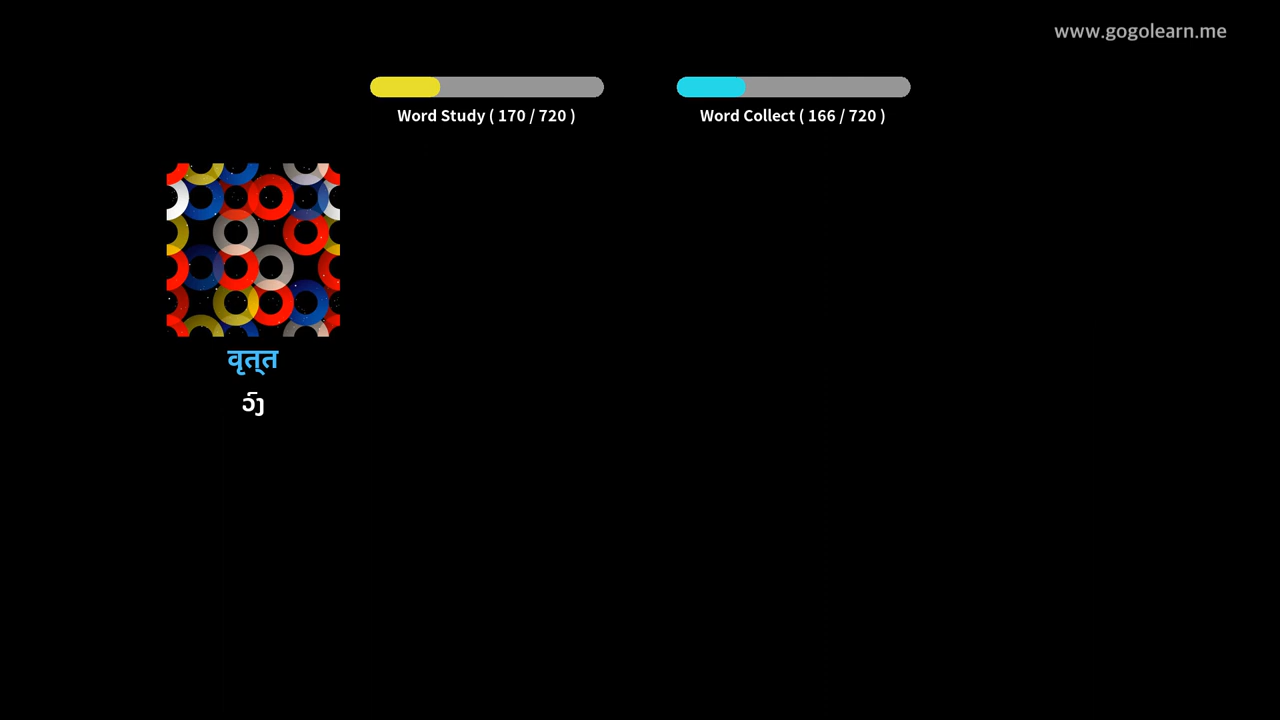 www.gogolearn.me
Word Study ( 170 / 720 )
Word Collect ( 166 / 720 )
वृत्त
ວົງ